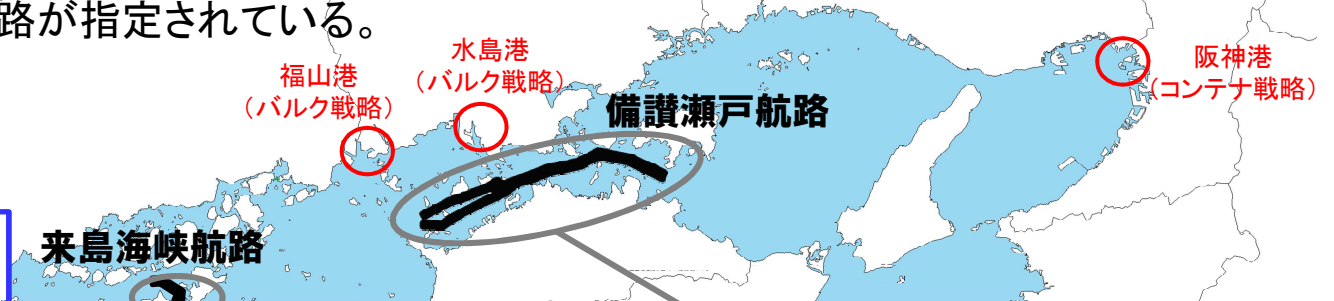 路が指定されている。
水島港
(バルク戦略)
福山港
(バルク戦略)
阪神港
(コンテナ戦略)
備讃瀬戸航路
来島海峡航路